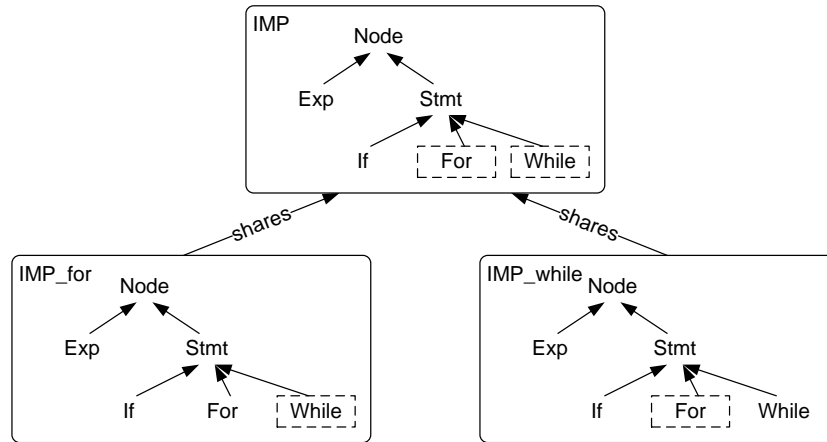 IMP
Node
Exp
Stmt
If
For
While
shares
shares
IMP_for
Node
Exp
Stmt
If
For
While
IMP_while
Node
Exp
Stmt
If
For
While